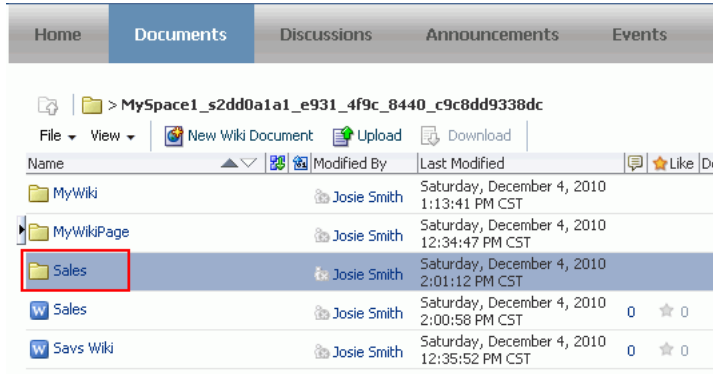 Home Documents Discussions Announcements Events
> MySpace1_s2dd0a1a1_e931_4f9c_8440_c9c8dd9338dc
File View New Wiki Document Upload Download
Name Modified By Last Modified Like
MyWiki Josie Smith Saturday, December 4, 2010
1:13:41 PM CST
MyWikiPage Josie Smith Saturday, December 4, 2010
12:34:47 PM CST
Sales Josie Smith Saturday, December 4, 2010
2:01:12 PM CST
W Sales Josie Smith Saturday, December 4, 2010 0 0
2:00:58 PM CST
W Savs Wiki Josie Smith Saturday, December 4, 2010 0 0
12:35:52 PM CST